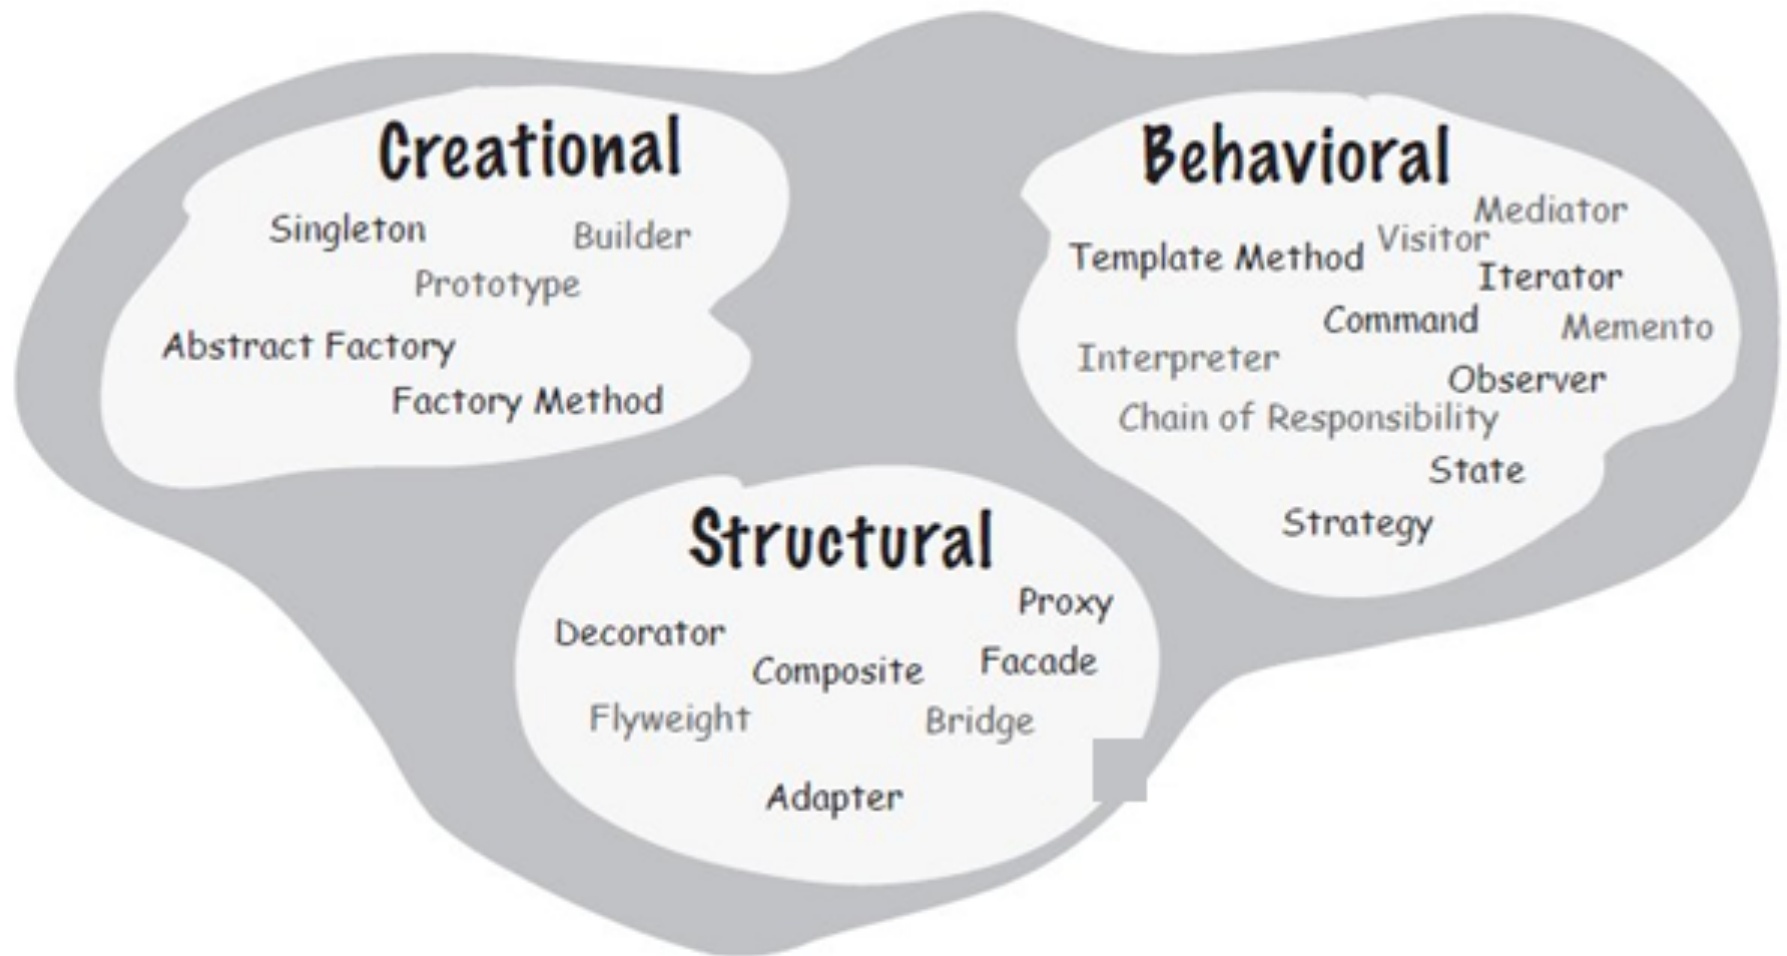 Creational
Singleton
Builder
Prototype
Abstract Factory
Factory Method
Behavioral
Mediator
Visitor
Template Method
Iterator
Command
Memento
Interpreter
Observer
Chain of Responsibility
State
Strategy
Structural
Proxy
Decorator
Composite
Facade
Flyweight
Bridge
Adapter